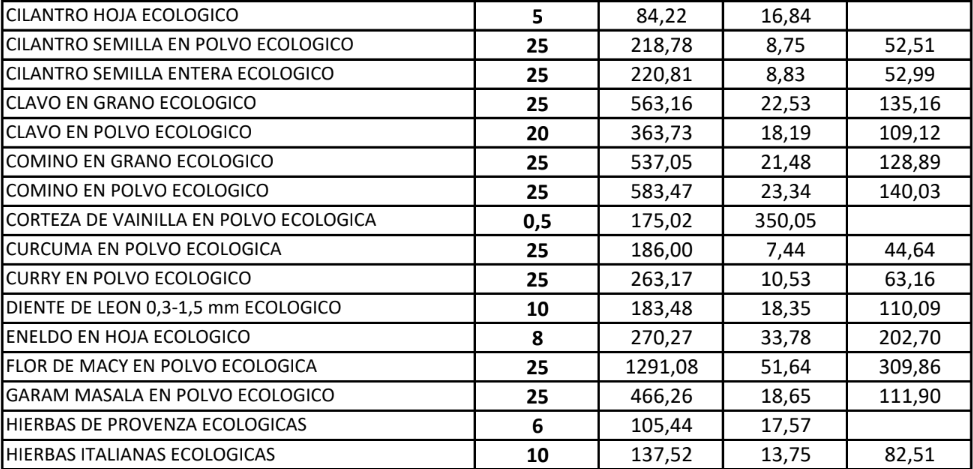 CILANTRO HOJA ECOLOGICO 5 84,22 16,84
CILANTRO SEMILLA EN POLVO ECOLOGICO 25 218,78 8,75 52,51
CILANTRO SEMILLA ENTERA ECOLOGICO 25 220,81 8,83 52,99
CLAVO EN GRANO ECOLOGICO 25 563,16 22,53 135,16
CLAVO EN POLVO ECOLOGICO 20 363,73 18,19 109,12
COMINO EN GRANO ECOLOGICO 25 537,05 21,48 128,89
COMINO EN POLVO ECOLOGICO 25 583,47 23,34 140,03
CORTEZA DE VAINILLA EN POLVO ECOLOGICA 0,5 175,02 350,05
CURCUMA EN POLVO ECOLOGICA 25 186,00 7,44 44,64
CURRY EN POLVO ECOLOGICO 25 263,17 10,53 63,16
DIENTE DE LEON 0,3-1,5 mm ECOLOGICO 10 183,48 18,35 110,09
ENELDO EN HOJA ECOLOGICO 8 270,27 33,78 202,70
FLOR DE MACY EN POLVO ECOLOGICA 25 1291,08 51,64 309,86
GARAM MASALA EN POLVO ECOLOGICO 25 466,26 18,65 111,90
HIERBAS DE PROVENZA ECOLOGICAS 6 105,44 17,57
HIERBAS ITALIANAS ECOLOGICAS 10 137,52 13,75 82,51